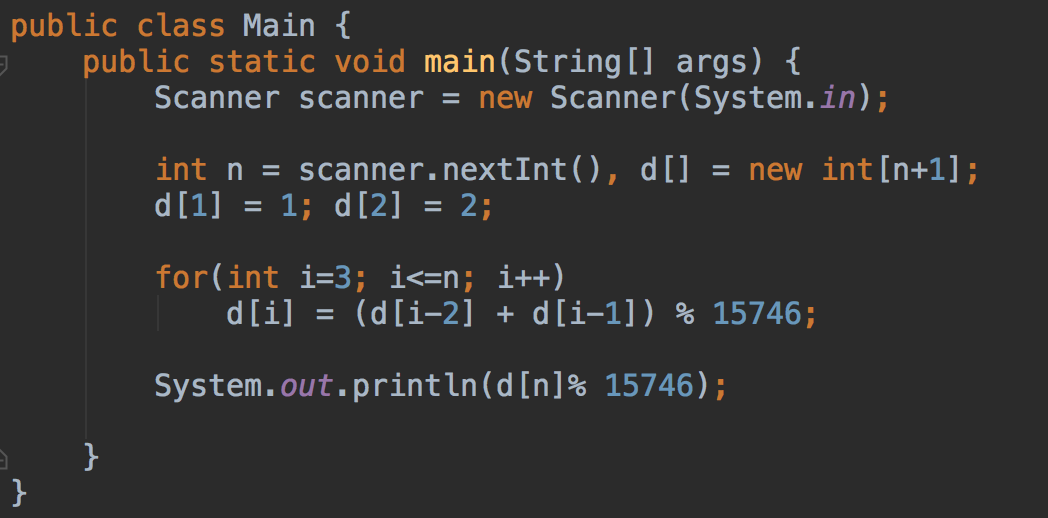 public class Main {
    public static void main(String[] args) {
        Scanner scanner = new Scanner(System.in);
        int n = scanner.nextInt(), d[] = new int[n+1];
        d[1] = 1; d[2] = 2;
        for(int i=3; i<=n; i++)
            d[i] = (d[i-2] + d[i-1]) % 15746;
        System.out.println(d[n]% 15746);
    }
}